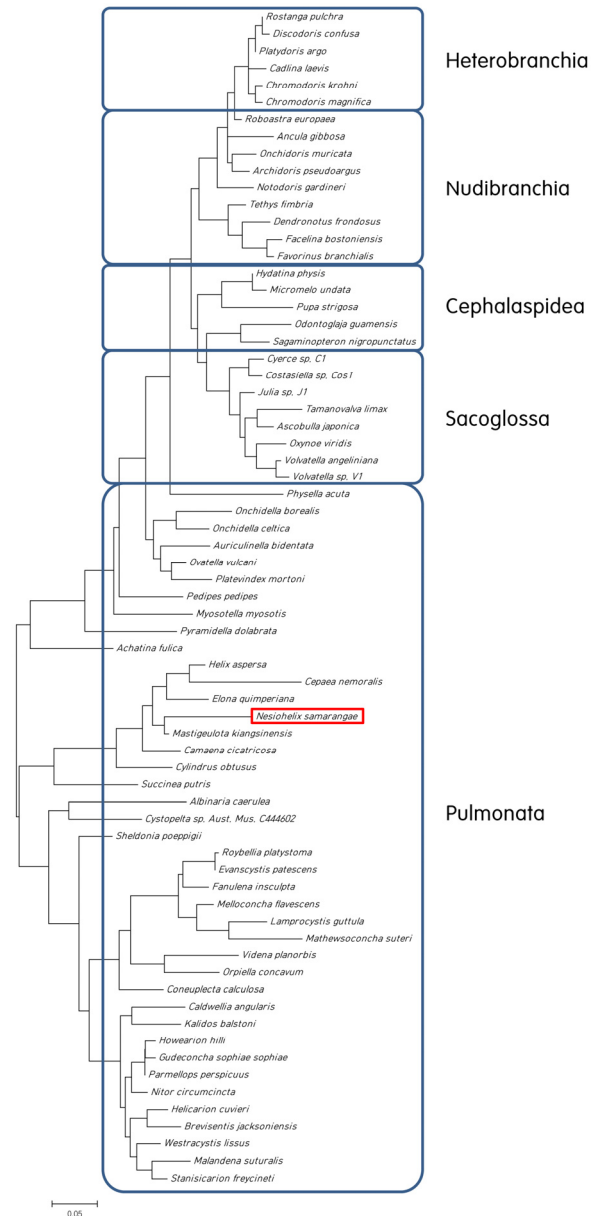 Rostanga pulchra
Discodoris confusa
Platydoris argo
Cadlina laevis
Chromodoris krohni
Chromodoris magnifica
Heterobranchia
Roboastra europaea
Ancula gibbosa
Onchidoris muricata
Archidoris pseudoargus
Notodoris gardineri
Tethys fimbria
Dendronotus frondosus
Facelina bostoniensis
Favorinus branchialis
Nudibranchia
Hydatina physis
Micromelo undata
Pupa strigosa
Odontoglaja guamensis
Sagaminopteron nigropunctatus
Cephalaspidea
Cyerce sp. C1
Costasiella sp. Cos1
Julia sp. J1
Tamanovalva limax
Ascobulla japonica
Oxynoe viridis
Volvatella angeliniana
Volvatella sp. V1
Sacoglossa
Physella acuta
Onchidella borealis
Onchidella celtica
Auriculinella bidentata
Ovatella vulcani
Platevindex mortoni
Pedipes pedipes
Myosotella myosotis
Pyramidella dolabrata
Achatina fulica
Helix aspersa
Cepaea nemoralis
Elona quimperiana
Nesiohelix samarangae
Mastigeulota kiangsinensis
Camaena cicatricosa
Cylindrus obtusus
Succinea putris
Albinaria caerulea
Cystopelta sp. Aust. Mus. C444602
Sheldonia poeppigii
Roybellia platystoma
Evanscystis patescens
Fanulena insculpta
Melloconcha flavescens
Lamprocystis guttula
Mathewsoconcha suteri
Videna planorbis
Orpiella concavum
Coneuplecta calculosa
Caldwellia angularis
Kalidos balstoni
Howearion hilli
Gudeconcha sophiae sophiae
Parmellops perspicuus
Nitor circumcincta
Helicarion cuvieri
Brevisentis jacksoniensis
Westracystis lissus
Malandena suturalis
Stanisicarion freycineti
Pulmonata
0.05